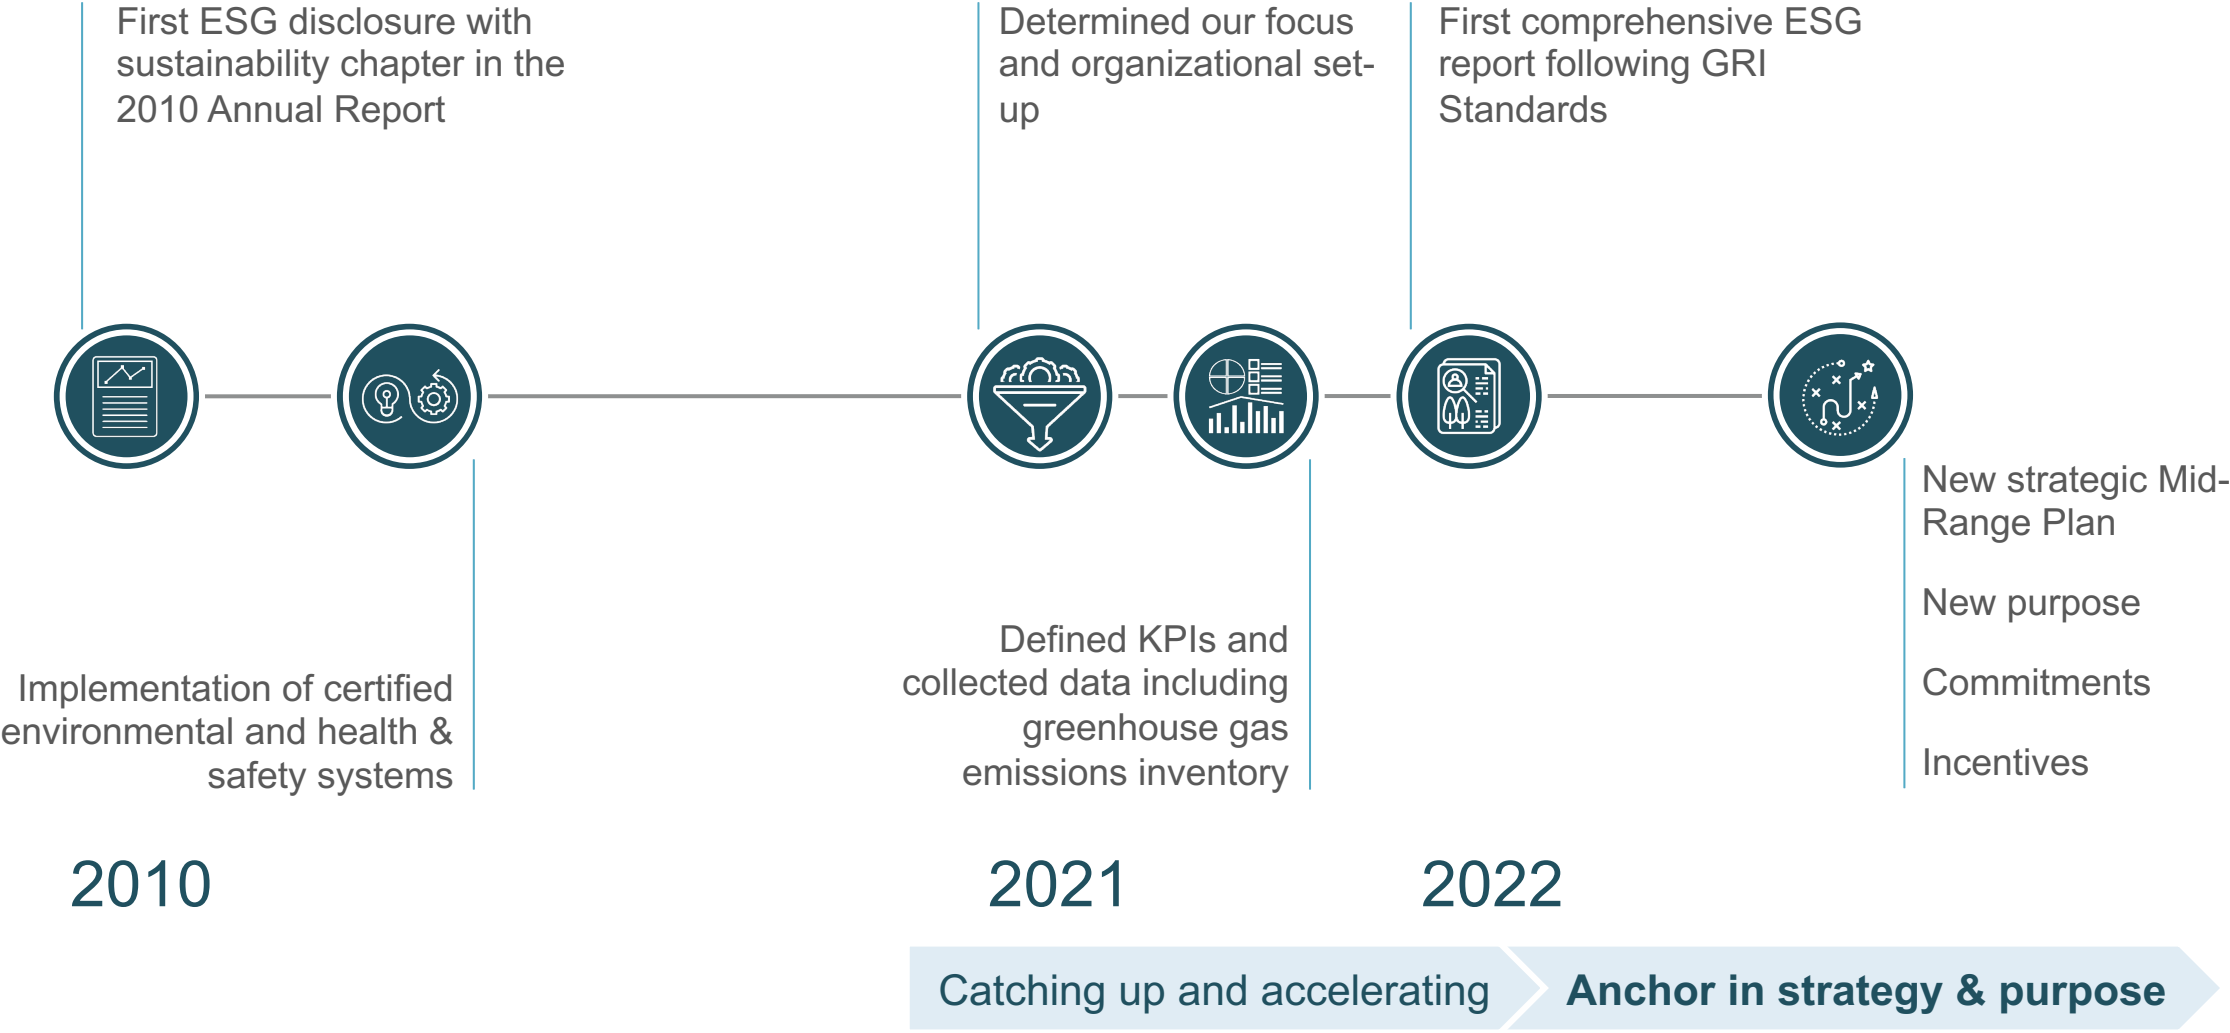 First ESG disclosure with
sustainability chapter in the
2010 Annual Report
Determined our focus
and organizational set-
up
First comprehensive ESG
report following GRI
Standards
Implementation of certified
environmental and health &
safety systems
Defined KPIs and
collected data including
greenhouse gas
emissions inventory
New strategic Mid-
Range Plan
New purpose
Commitments
Incentives
2010
2021
2022
Catching up and accelerating
Anchor in strategy & purpose